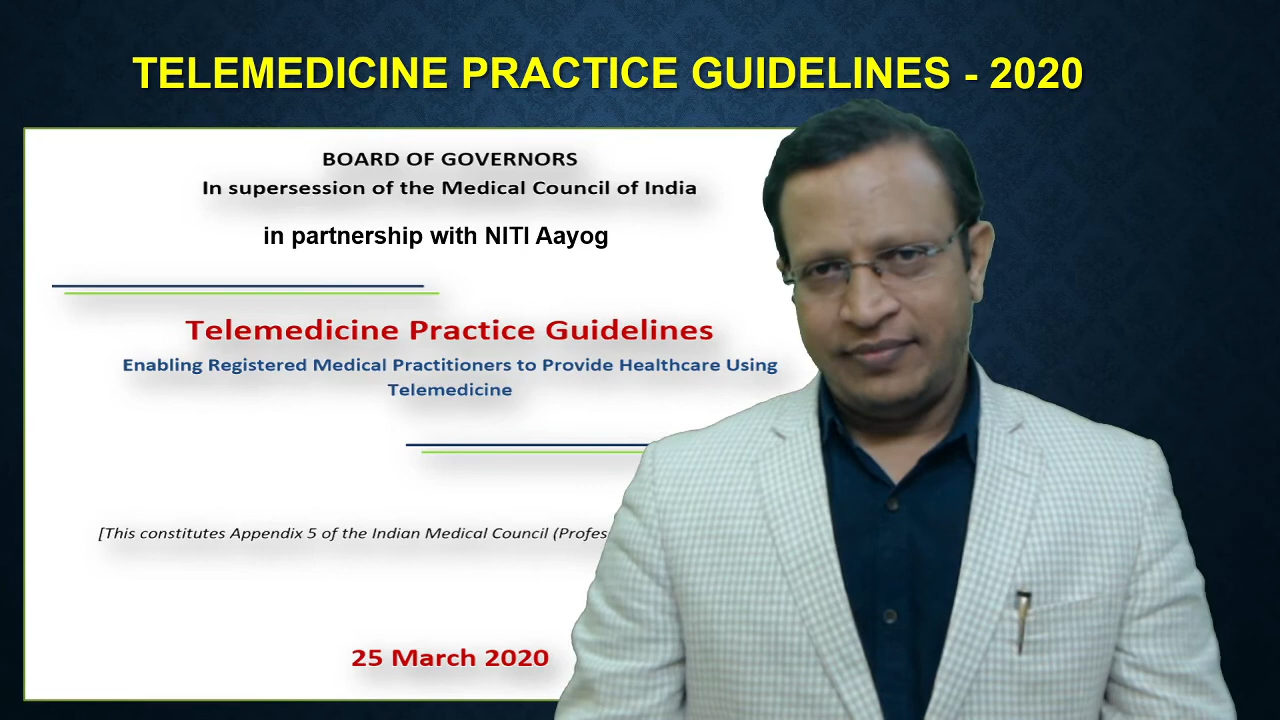 TELEMEDICINE PRACTICE GUIDELINES - 2020
BOARD OF GOVERNORS
In supersession of the Medical Council of India
in partnership with NITI Aayog
Telemedicine Practice Guidelines
Enabling Registered Medical Practitioners to Provide Healthcare Using
Telemedicine
[This constitutes Appendix 5 of the Indian Medical Council (Profes
25 March 2020